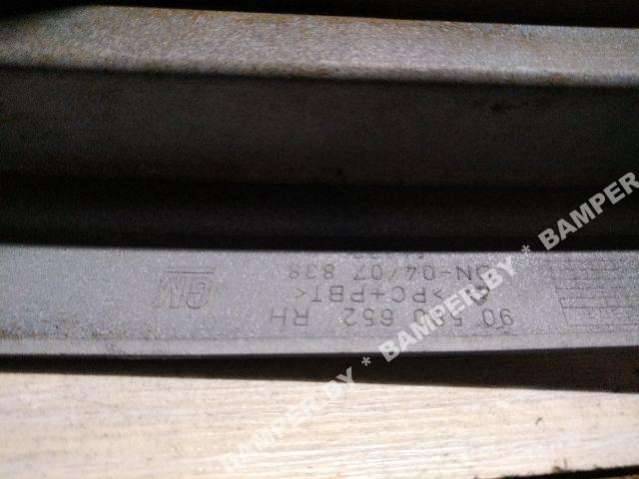 90 652 RH
>PC+PBT<
04/07 838
GM
BAMPER.BY * BAMPER.BY * BAMPER